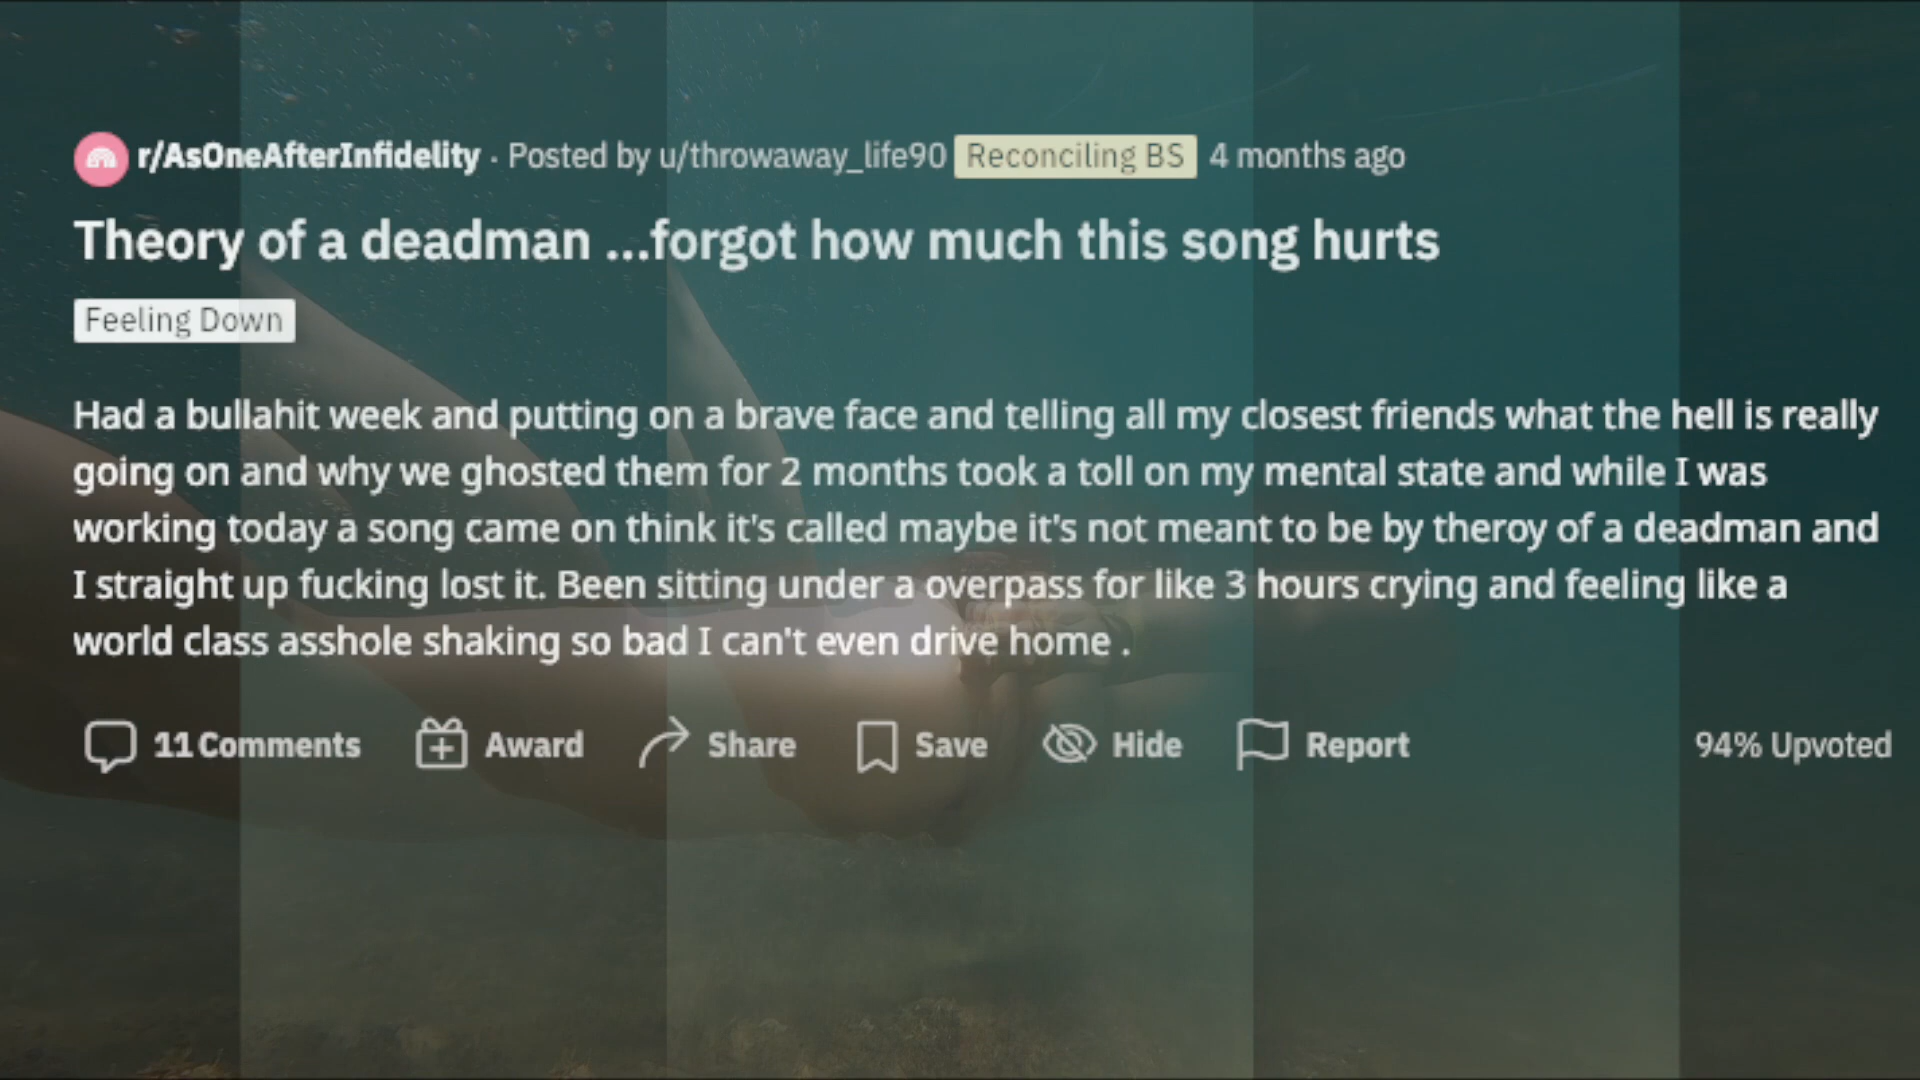 r/AsOneAfterInfidelity · Posted by u/throwaway_life90 Reconciling BS 4 months ago
Theory of a deadman ...forgot how much this song hurts
Feeling Down
Had a bullahit week and putting on a brave face and telling all my closest friends what the hell is really
going on and why we ghosted them for 2 months took a toll on my mental state and while I was
working today a song came on think it's called maybe it's not meant to be by theroy of a deadman and
I straight up fucking lost it. Been sitting under a overpass for like 3 hours crying and feeling like a
world class asshole shaking so bad I can't even drive home .
11 Comments Award Share Save Hide Report 94% Upvoted